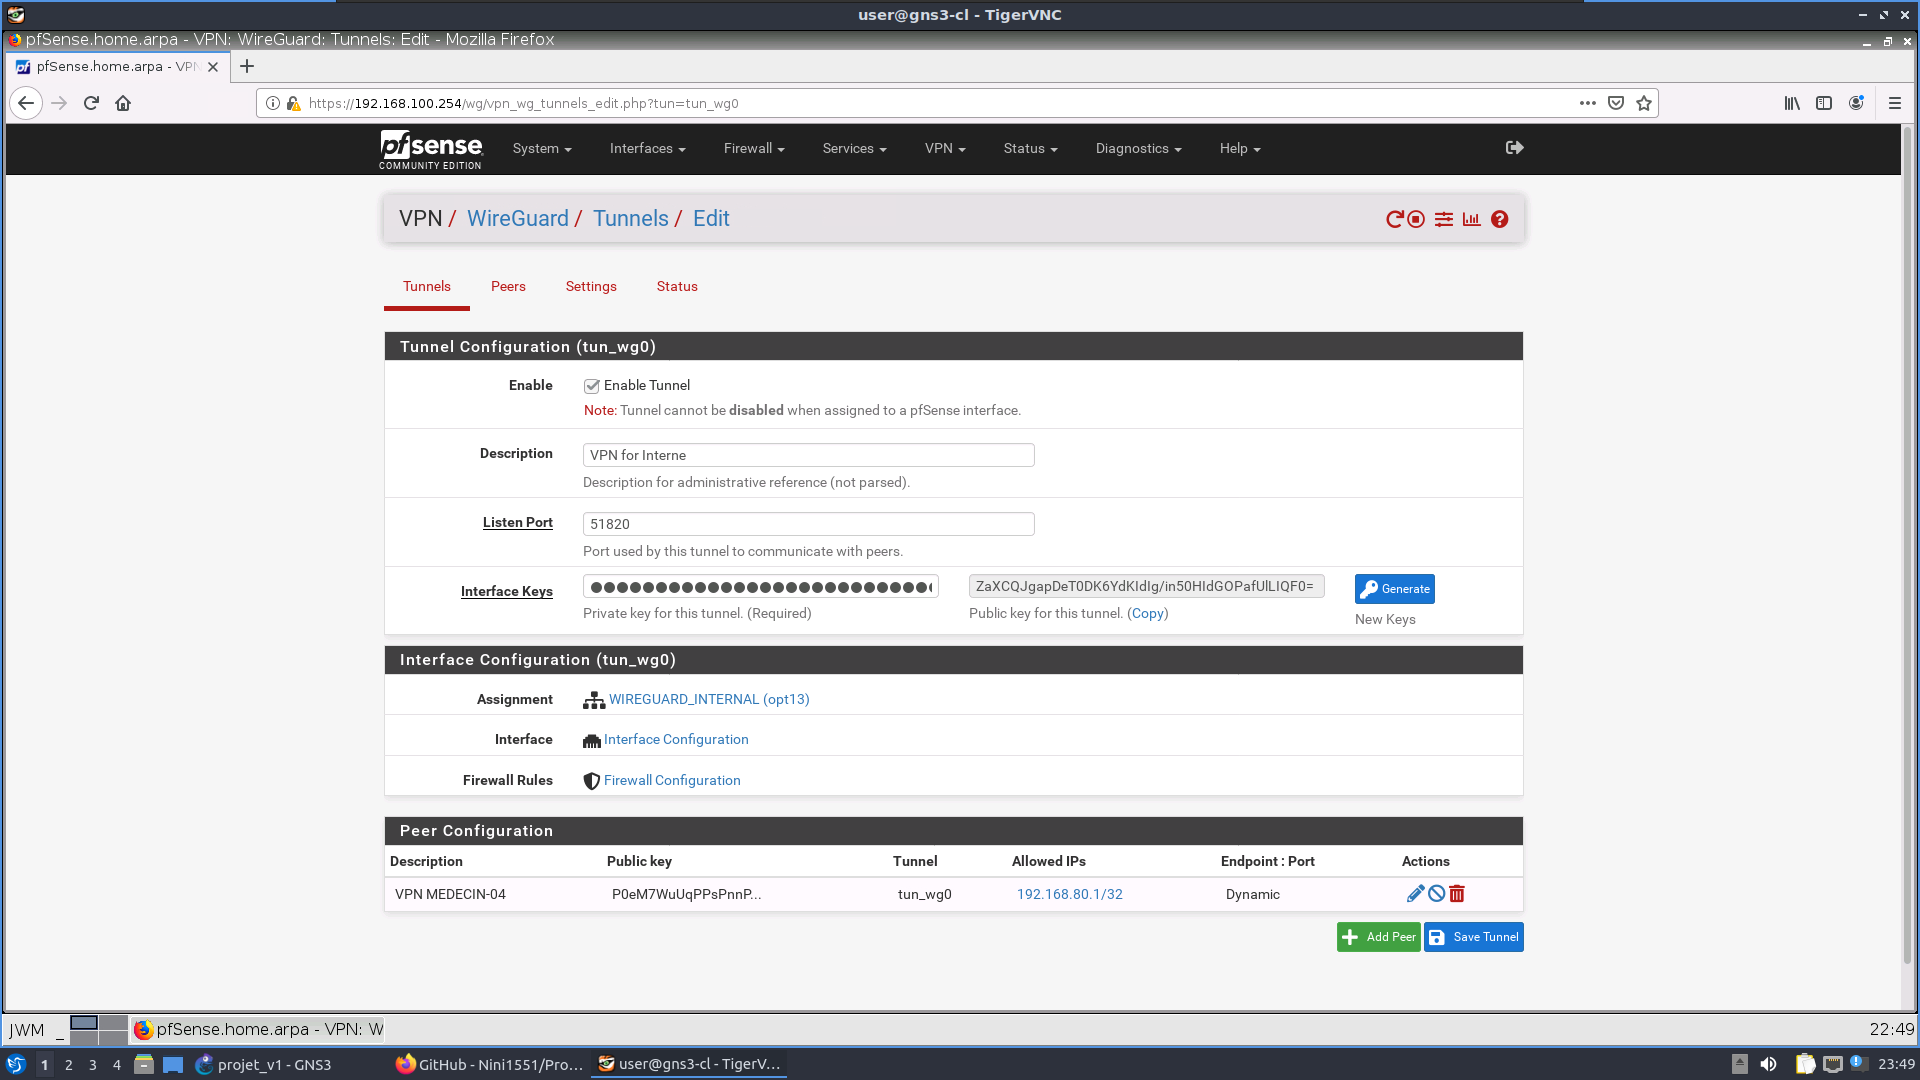 user@gns3-cl - TigerVNC
pfSense.home.arpa - VPN: WireGuard: Tunnels: Edit - Mozilla Firefox
pfSense.home.arpa - VPN
https://192.168.100.254/wg/vpn_wg_tunnels_edit.php?tun=tun_wg0
pfsense
COMMUNITY EDITION
System
Interfaces
Firewall
Services
VPN
Status
Diagnostics
Help
VPN / WireGuard / Tunnels / Edit
Tunnels
Peers
Settings
Status
Tunnel Configuration (tun_wg0)
Enable
Enable Tunnel
Note: Tunnel cannot be disabled when assigned to a pfSense interface.
Description
VPN for Interne
Description for administrative reference (not parsed).
Listen Port
51820
Port used by this tunnel to communicate with peers.
Interface Keys
ZaXCQJgapDeT0DK6YdKIdIg/in50HIdGOPafUlLIQF0=
Generate
Private key for this tunnel. (Required)
Public key for this tunnel. (Copy)
New Keys
Interface Configuration (tun_wg0)
Assignment
WIREGUARD_INTERNAL (opt13)
Interface
Interface Configuration
Firewall Rules
Firewall Configuration
Peer Configuration
Description Public key Tunnel Allowed IPs Endpoint : Port Actions
VPN MEDECIN-04 P0eM7WuUqPPsPnnP... tun_wg0 192.168.80.1/32 Dynamic
Add Peer
Save Tunnel
JWM _ pfSense.home.arpa - VPN: W 22:49
1 2 3 4 projet_v1 - GNS3 GitHub - Nini1551/Pro... user@gns3-cl - TigerV... 23:49